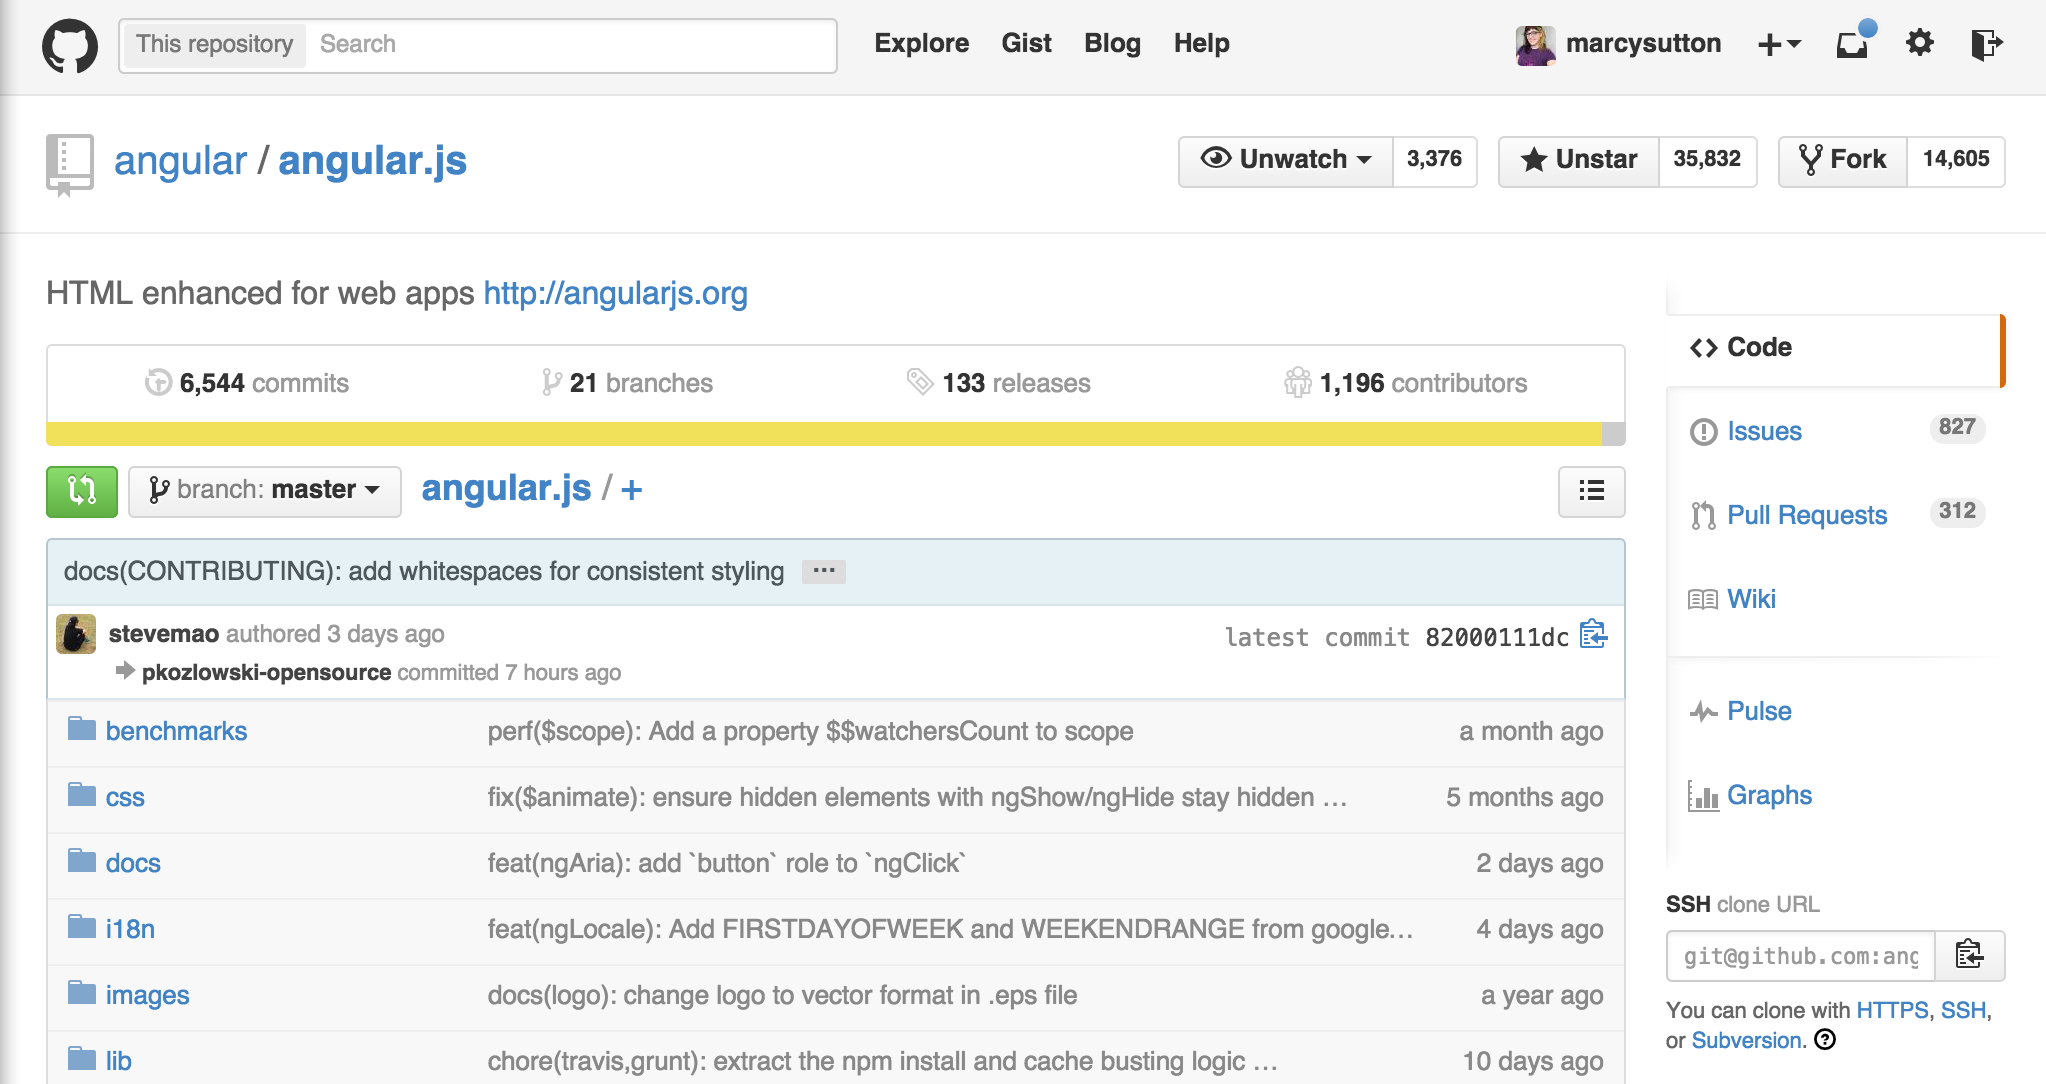 This repository Search Explore Gist Blog Help marcysutton
angular / angular.js Unwatch 3,376 Unstar 35,832 Fork 14,605
HTML enhanced for web apps http://angularjs.org
6,544 commits 21 branches 133 releases 1,196 contributors
branch: master angular.js / +
docs(CONTRIBUTING): add whitespaces for consistent styling ...
stevemao authored 3 days ago
pkozlowski-opensource committed 7 hours ago
latest commit 82000111dc
benchmarks perf($scope): Add a property $$watchersCount to scope a month ago
css fix($animate): ensure hidden elements with ngShow/ngHide stay hidden … 5 months ago
docs feat(ngAria): add `button` role to `ngClick` 2 days ago
i18n feat(ngLocale): Add FIRSTDAYOFWEEK and WEEKENDRANGE from google… 4 days ago
images docs(logo): change logo to vector format in .eps file a year ago
lib chore(travis,grunt): extract the npm install and cache busting logic … 10 days ago
Code
Issues 827
Pull Requests 312
Wiki
Pulse
Graphs
SSH clone URL
git@github.com:ang
You can clone with HTTPS, SSH,
or Subversion.